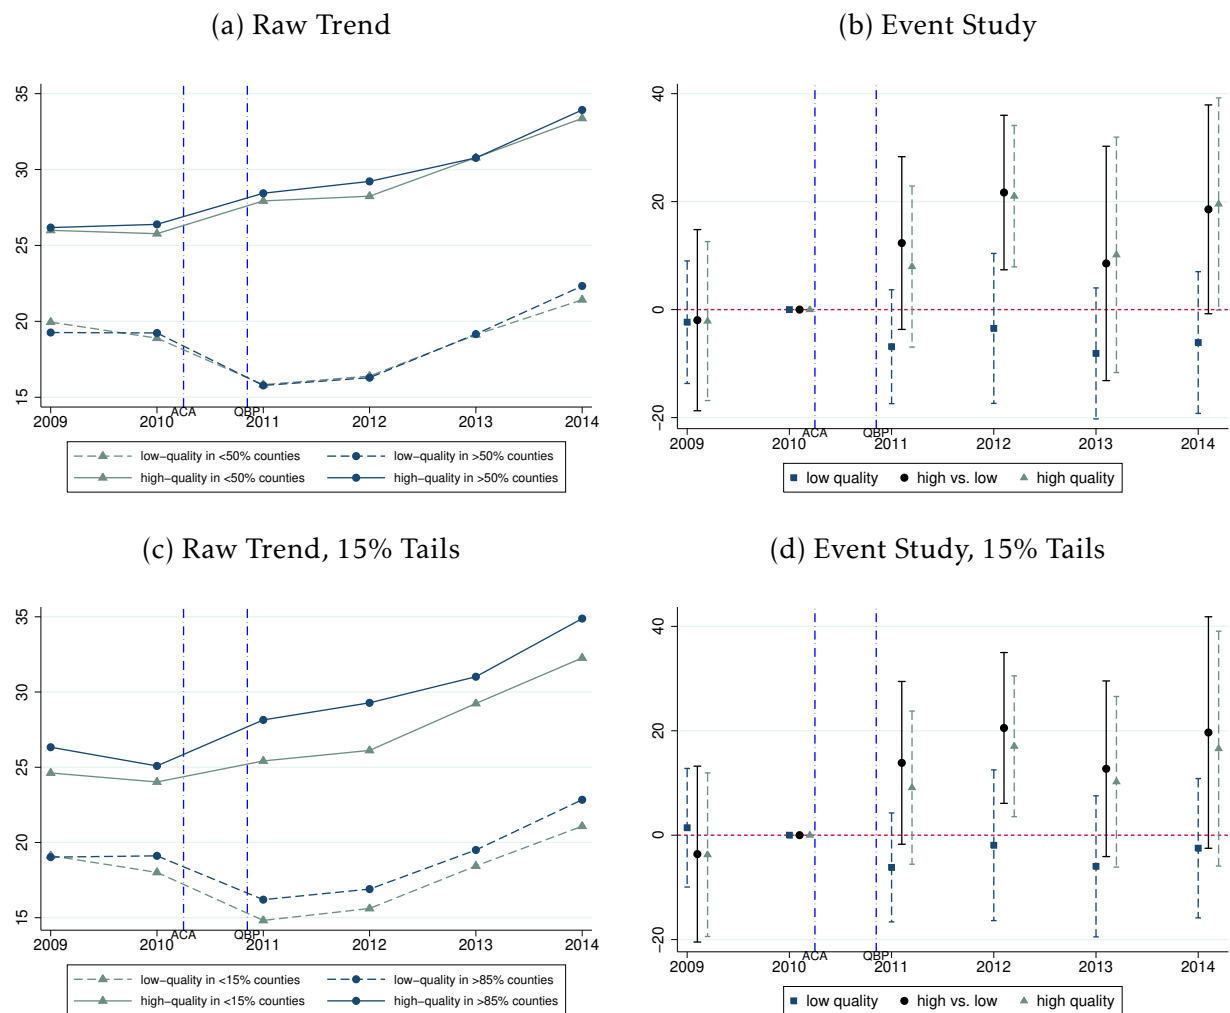 (a) Raw Trend
35
30
25
20
15
2009
2010
ACA
QBP
2011
2012
2013
2014
low-quality in <50% counties
low-quality in >50% counties
high-quality in <50% counties
high-quality in >50% counties
(b) Event Study
40
20
0
-20
2009
2010
ACA
QBP
2011
2012
2013
2014
low quality
high vs. low
high quality
(c) Raw Trend, 15% Tails
35
30
25
20
15
2009
2010
ACA
QBP
2011
2012
2013
2014
low-quality in <15% counties
low-quality in >85% counties
high-quality in <15% counties
high-quality in >85% counties
(d) Event Study, 15% Tails
40
20
0
-20
2009
2010
ACA
QBP
2011
2012
2013
2014
low quality
high vs. low
high quality